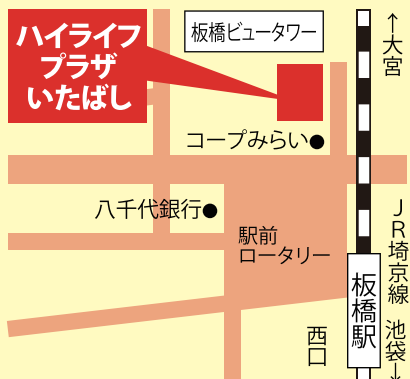 ハイライフ
プラザ
いたばし
板橋ビュータワー
←大宮
コープみらい●
八千代銀行●
駅前
ロータリー
JR埼京線 池袋→
板橋駅
西口